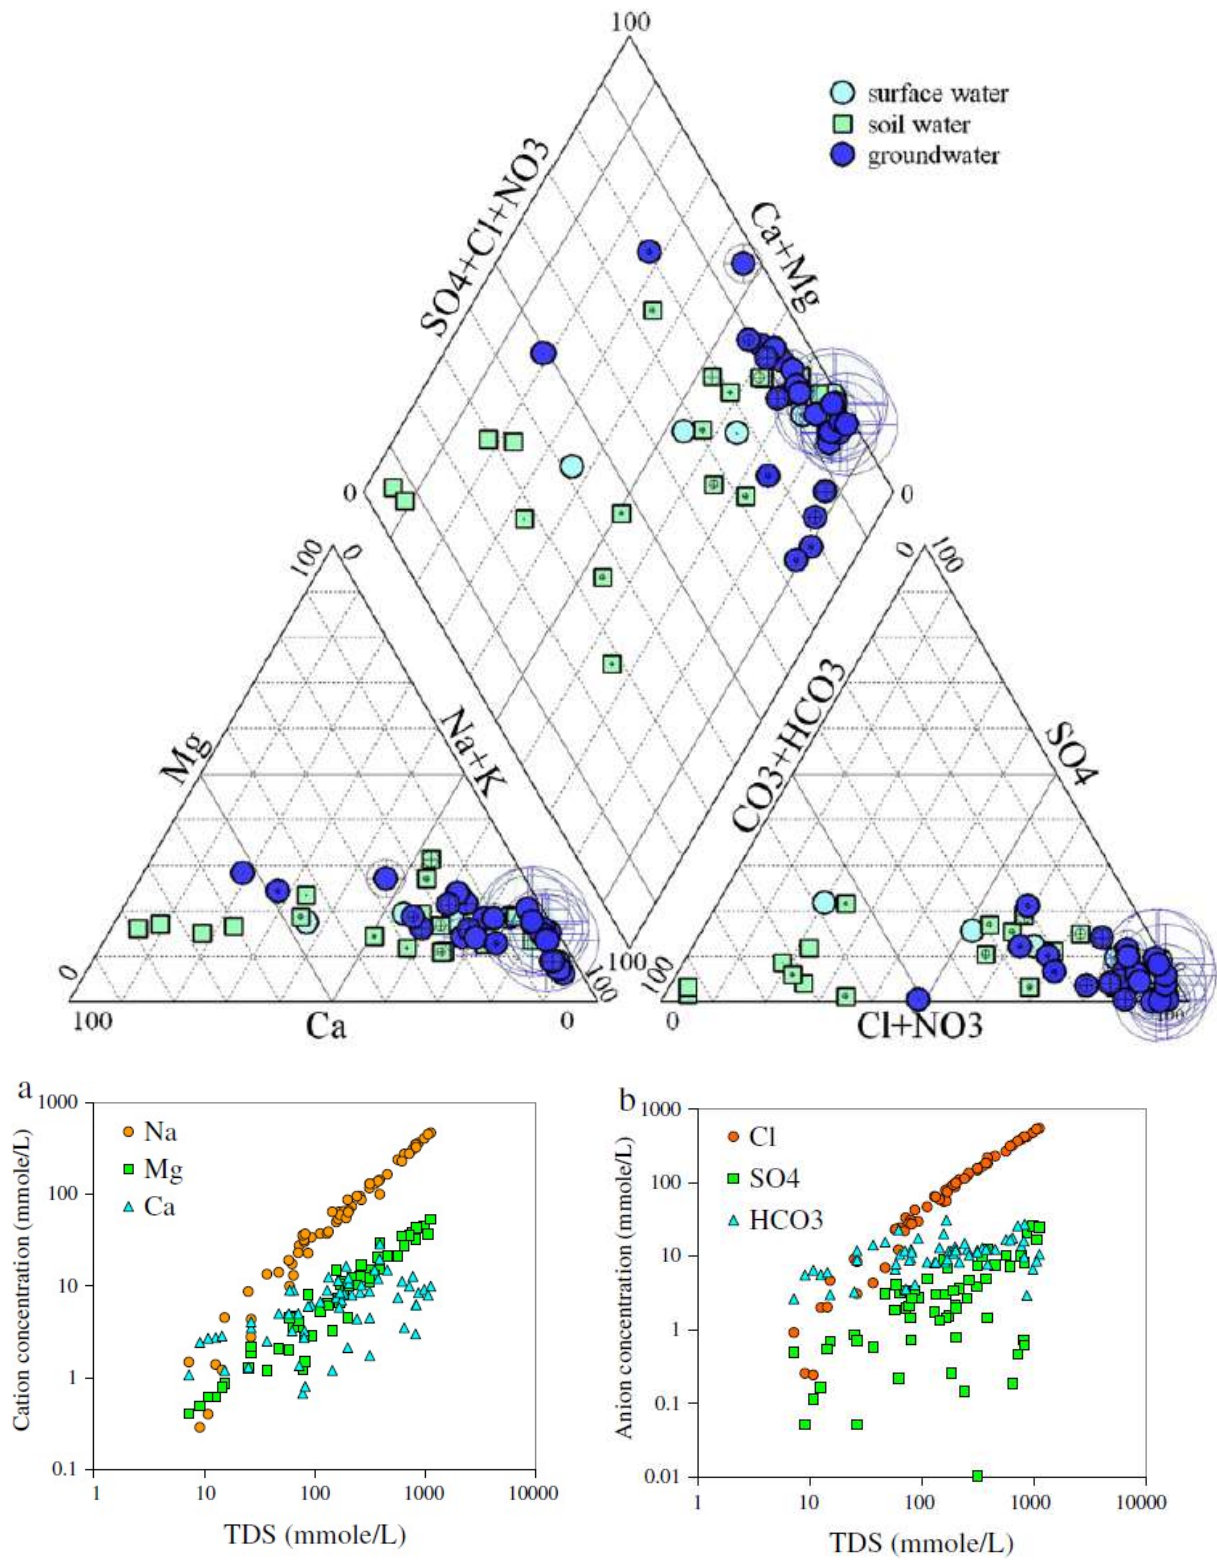 100
surface water
soil water
groundwater
SO4+Cl+NO3
Ca+Mg
0
0
100
0
0
100
Mg
Na+K
CO3+HCO3
SO4
0
100
100
100
100
Ca
0
0
Cl+NO3
100
a
1000
Na
Mg
Ca
100
10
1
0.1
1
10
100
1000
10000
Cation concentration (mmole/L)
TDS (mmole/L)
b
1000
Cl
SO4
HCO3
100
10
1
0.1
0.01
1
10
100
1000
10000
Anion concentration (mmole/L)
TDS (mmole/L)